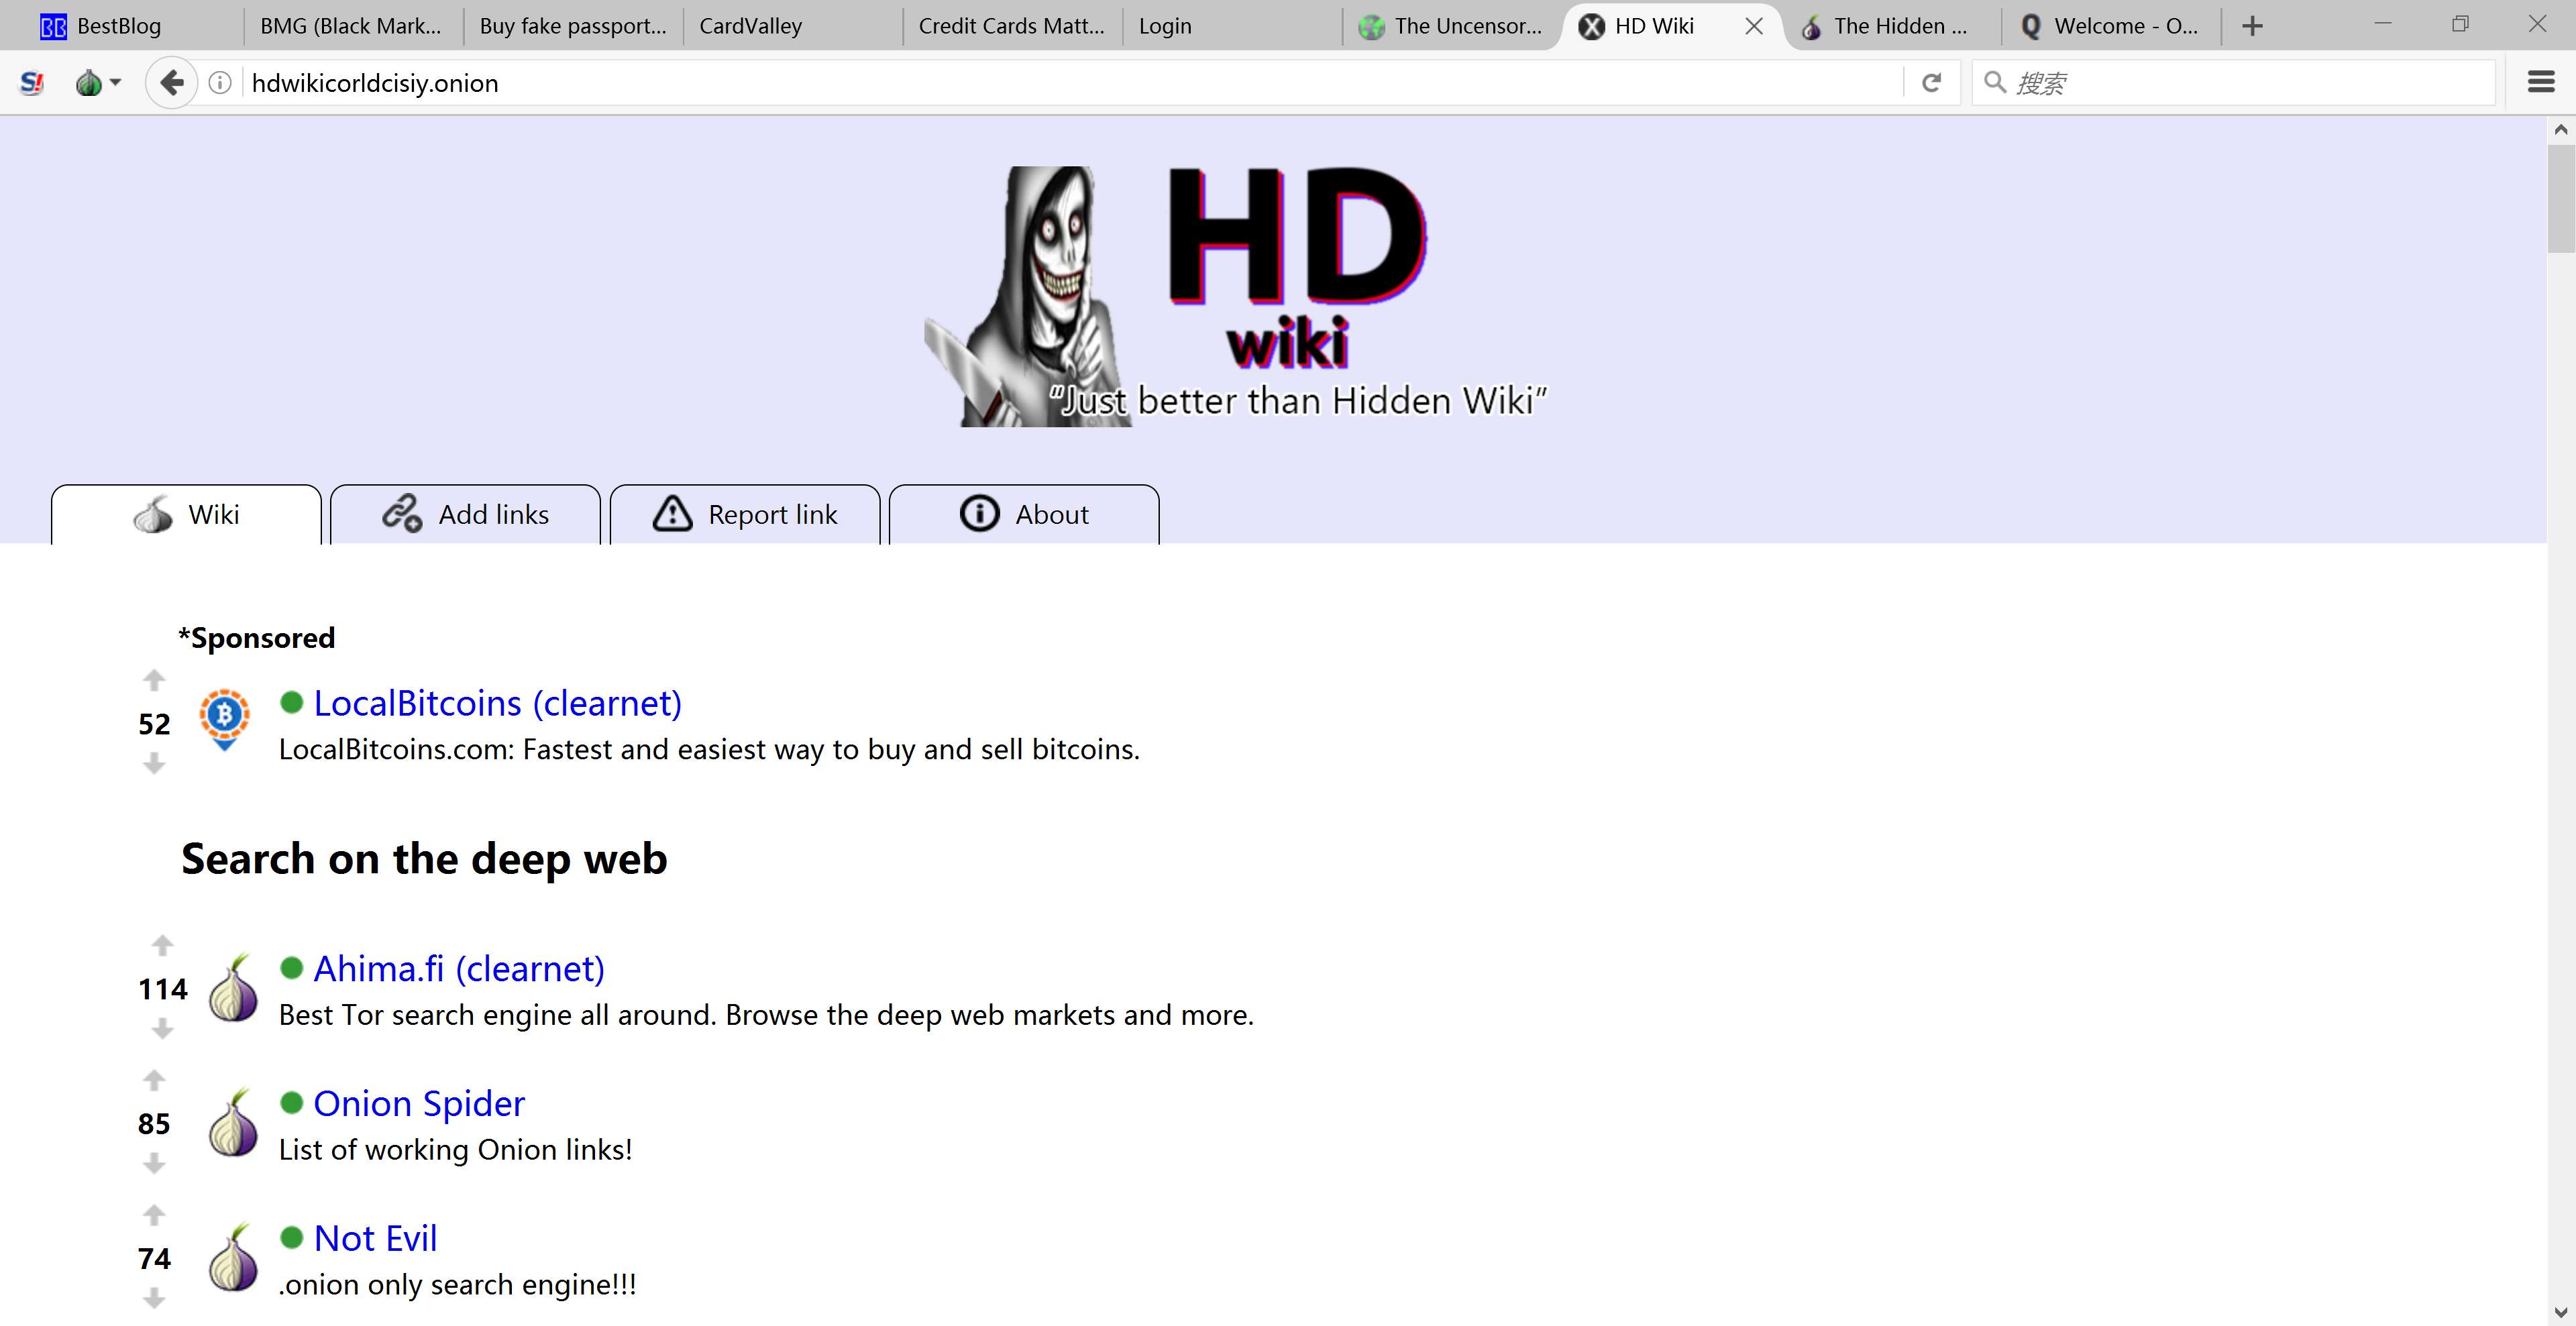 BestBlog
BMG (Black Mark...
Buy fake passport...
CardValley
Credit Cards Matt...
Login
The Uncensor...
HD Wiki
The Hidden ...
Welcome - O...
hdwikicorldcisiy.onion
搜索
HD
wiki
“Just better than Hidden Wiki”
Wiki
Add links
Report link
About
*Sponsored
52
LocalBitcoins (clearnet)
LocalBitcoins.com: Fastest and easiest way to buy and sell bitcoins.
Search on the deep web
114
Ahima.fi (clearnet)
Best Tor search engine all around. Browse the deep web markets and more.
85
Onion Spider
List of working Onion links!
74
Not Evil
.onion only search engine!!!